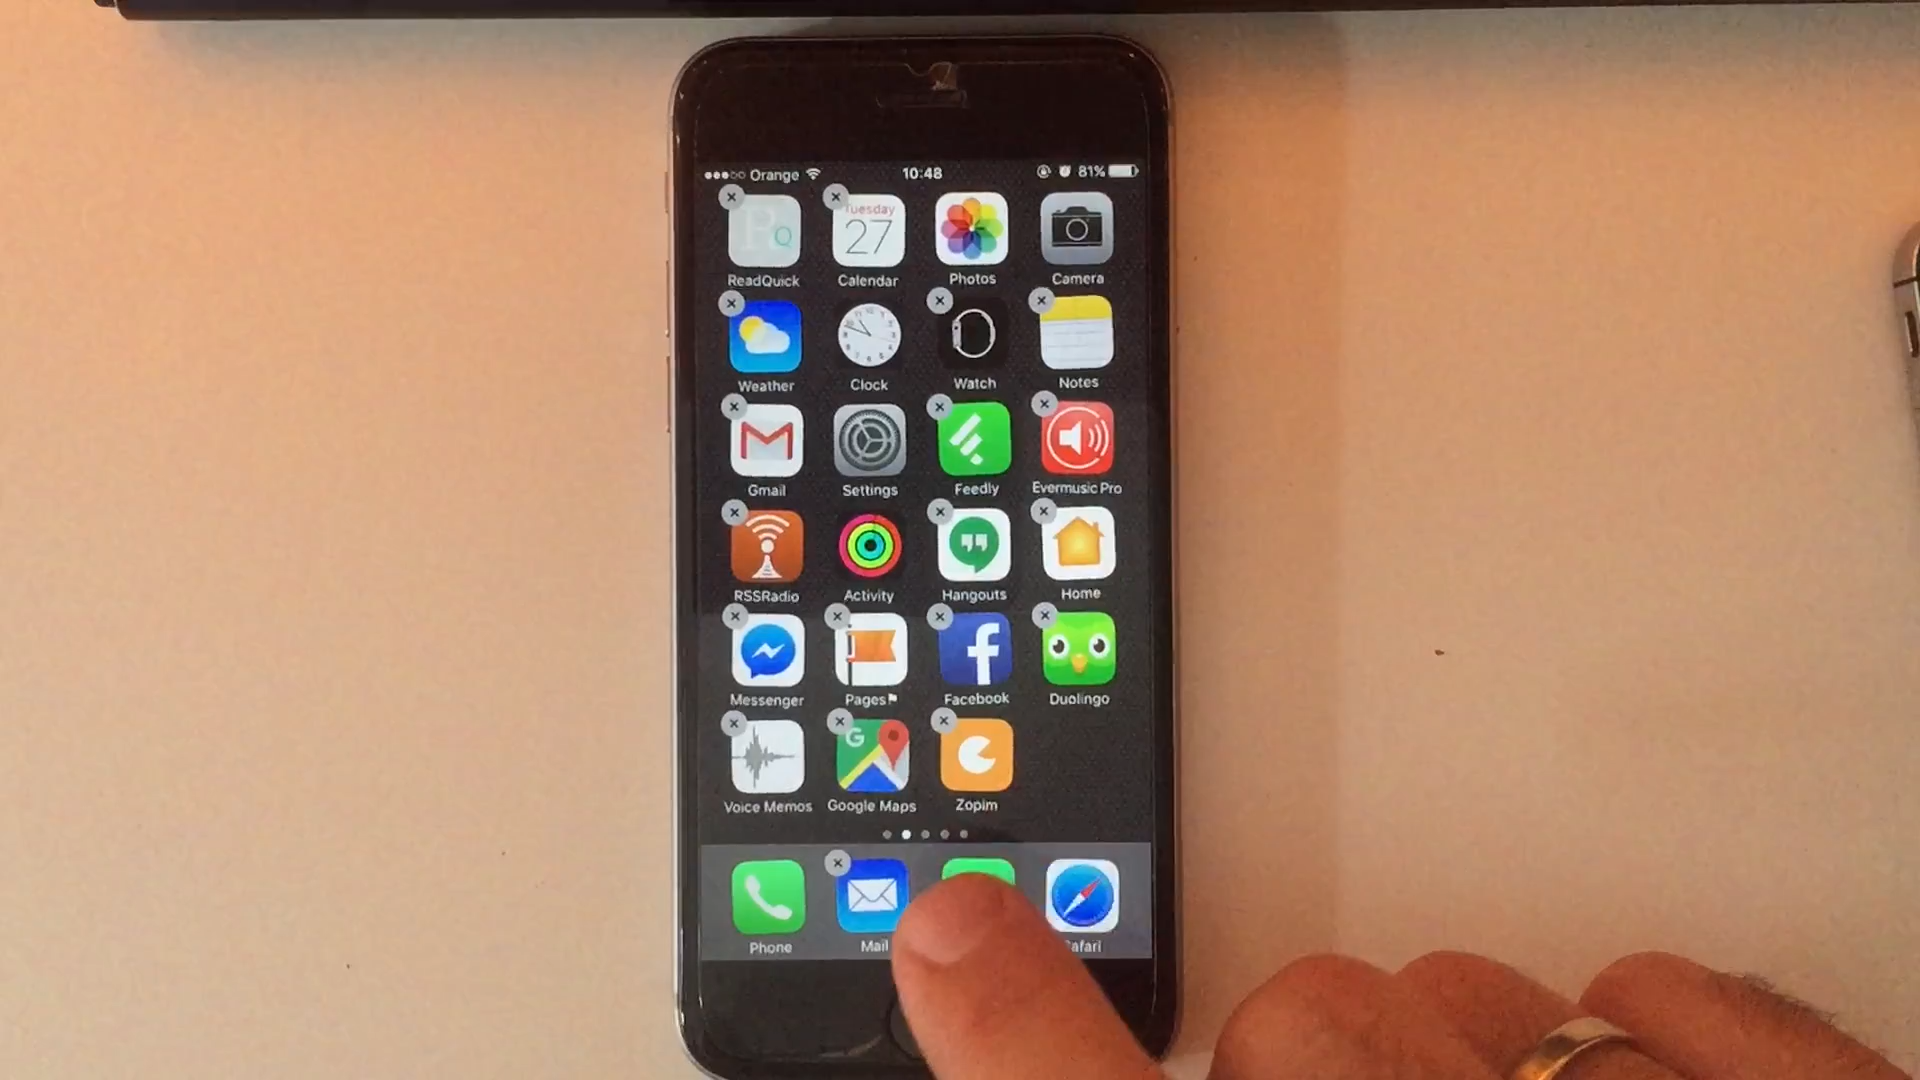 Orange 10:48 81%
ReadQuick Tuesday 27 Calendar Photos Camera
Weather Clock Watch Notes
Gmail Settings Feedly Evermusic Pro
RSSRadio Activity Hangouts Home
Messenger Pages Facebook Duolingo
Voice Memos Google Maps Zopim
Phone Mail afari